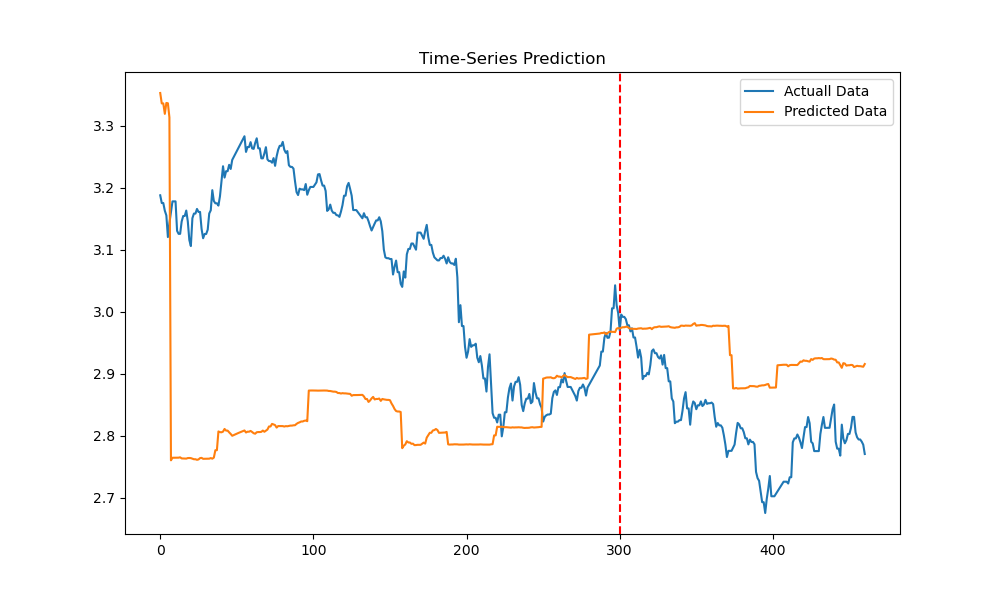 Time-Series Prediction
Actuall Data
Predicted Data
3.3
3.2
3.1
3.0
2.9
2.8
2.7
0 100 200 300 400